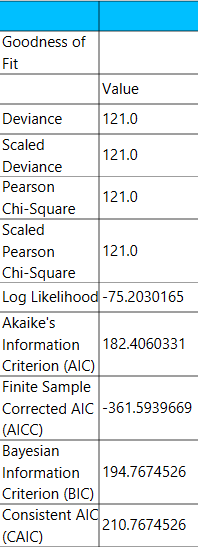 Goodness of
Fit
Value
Deviance 121.0
Scaled
Deviance 121.0
Pearson
Chi-Square 121.0
Scaled
Pearson
Chi-Square 121.0
Log Likelihood -75.2030165
Akaike's
Information
Criterion (AIC) 182.4060331
Finite Sample
Corrected AIC
(AICC) -361.5939669
Bayesian
Information
Criterion (BIC) 194.7674526
Consistent AIC
(CAIC) 210.7674526